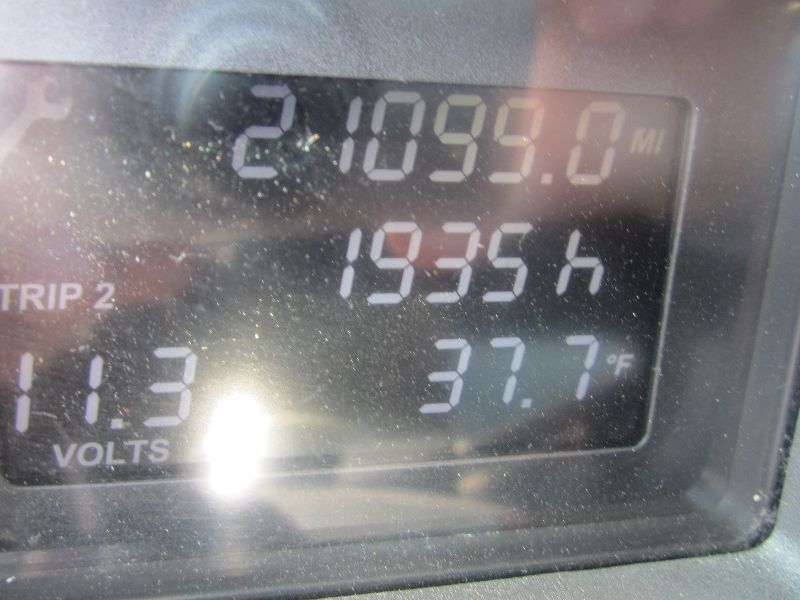 21099.0 MI
1935 h
TRIP 2
11.3 37.7 °F
VOLTS